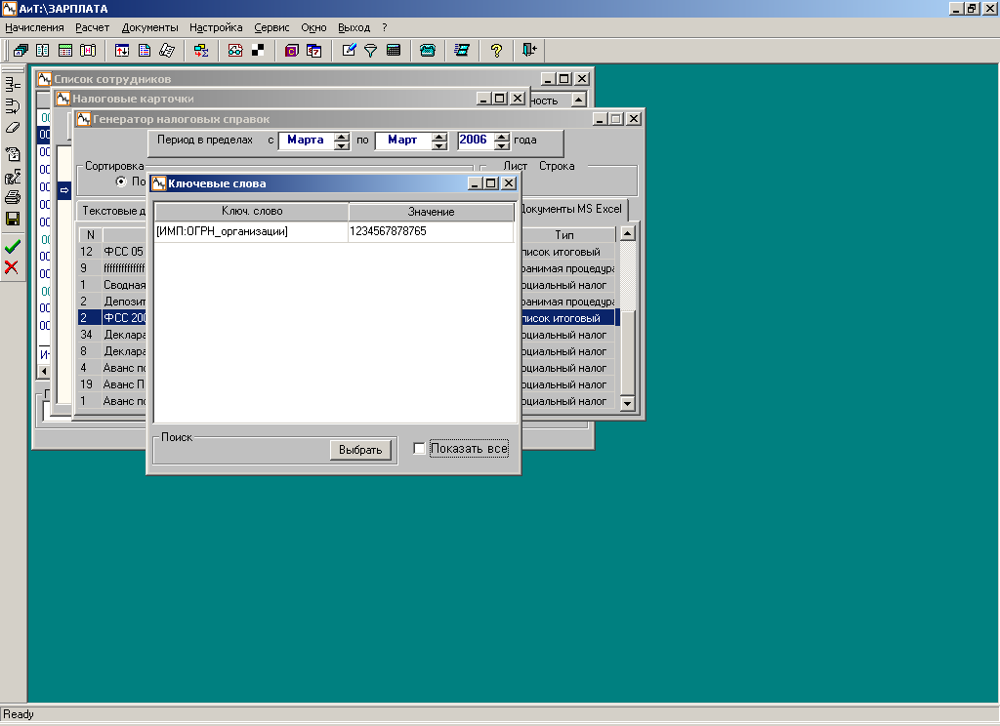 АиТ:\ЗАРПЛАТА
Начисления Расчет Документы Настройка Сервис Окно Выход ?
Список сотрудников
Налоговые карточки
ность
Генератор налоговых справок
Период в пределах с Марта по Март 2006 года
Сортировка
Лист Строка
По
Ключевые слова
Текстовые д
Документы MS Excel
Ключ. слово Значение
[ИМП:ОГРН_организации] 1234567878765
N Тип
12 ФСС 05 писок итоговый
9 ffffffffffffff ранимая процедура
1 Сводная оциальный налог
2 Депозит ранимая процедура
2 ФСС 200 писок итоговый
34 Деклара оциальный налог
8 Деклара оциальный налог
4 Аванс по оциальный налог
19 Аванс П оциальный налог
1 Аванс по оциальный налог
Поиск
Выбрать
Показать все
Ready